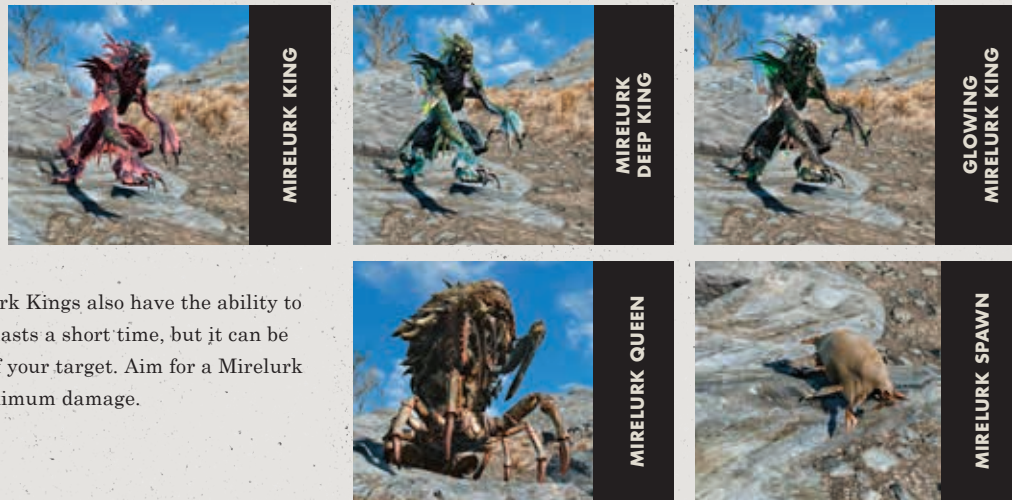 MIRELURK KING
MIRELURK
DEEP KING
GLOWING
MIRELURK KING
rk Kings also have the ability to
asts a short time, but it can be
f your target. Aim for a Mirelurk
imum damage.
MIRELURK QUEEN
MIRELURK SPAWN